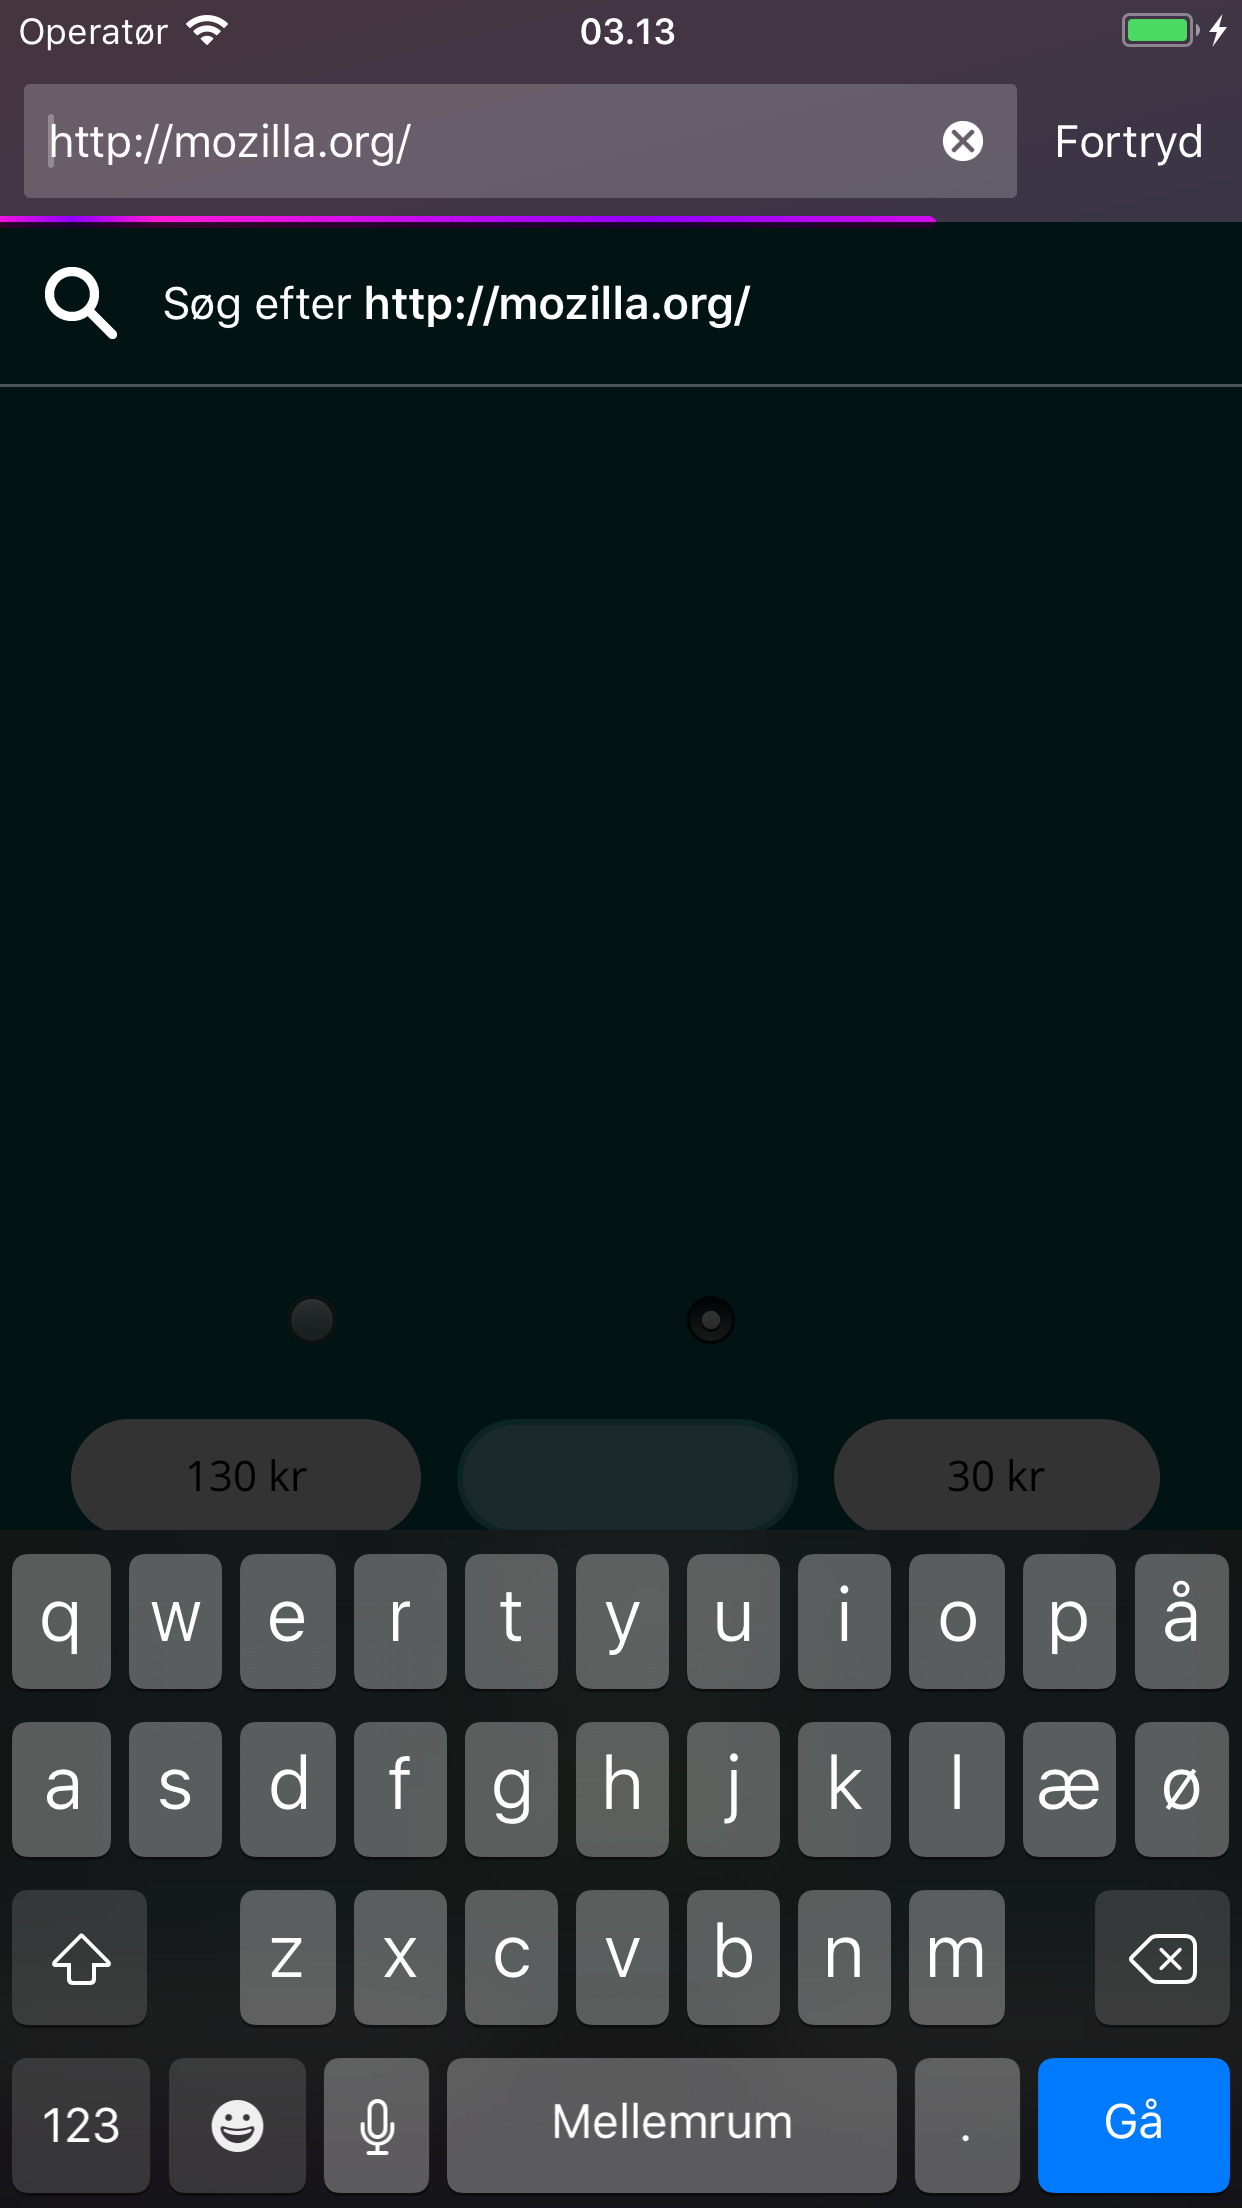 Operatør 03.13
http://mozilla.org/ Fortryd
Søg efter http://mozilla.org/
130 kr 30 kr
q w e r t y u i o p å
a s d f g h j k l æ ø
z x c v b n m
123 Mellemrum . Gå